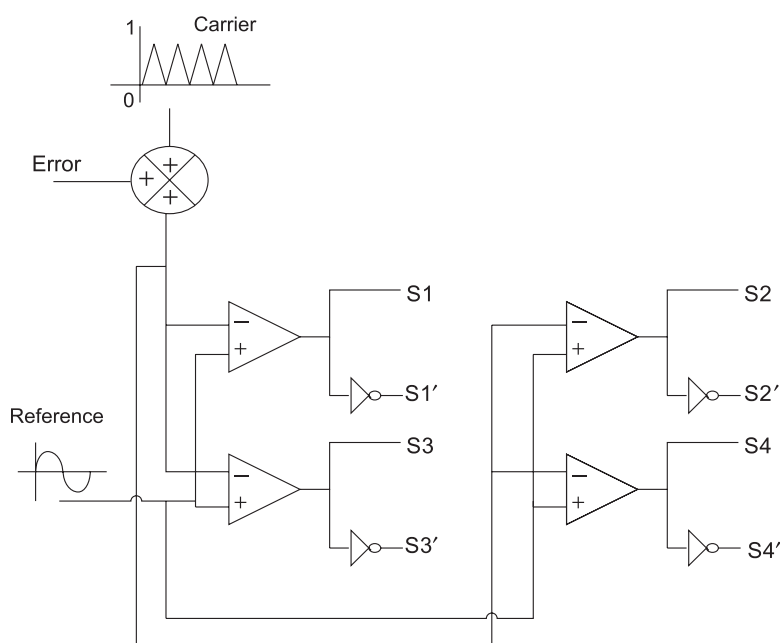 1
Carrier
0
Error
+
+
+
S1
S2
−
−
+
+
S1′
S2′
Reference
S3
S4
−
−
+
+
S3′
S4′